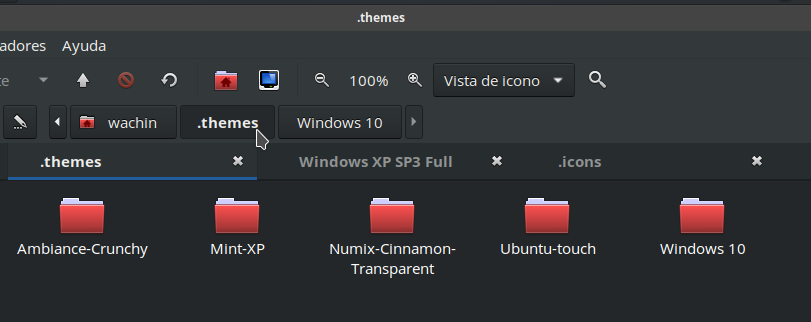 .themes
adores Ayuda
te 100% Vista de icono
wachin .themes Windows 10
.themes Windows XP SP3 Full .icons
Ambiance-Crunchy Mint-XP Numix-Cinnamon- Ubuntu-touch Windows 10
Transparent